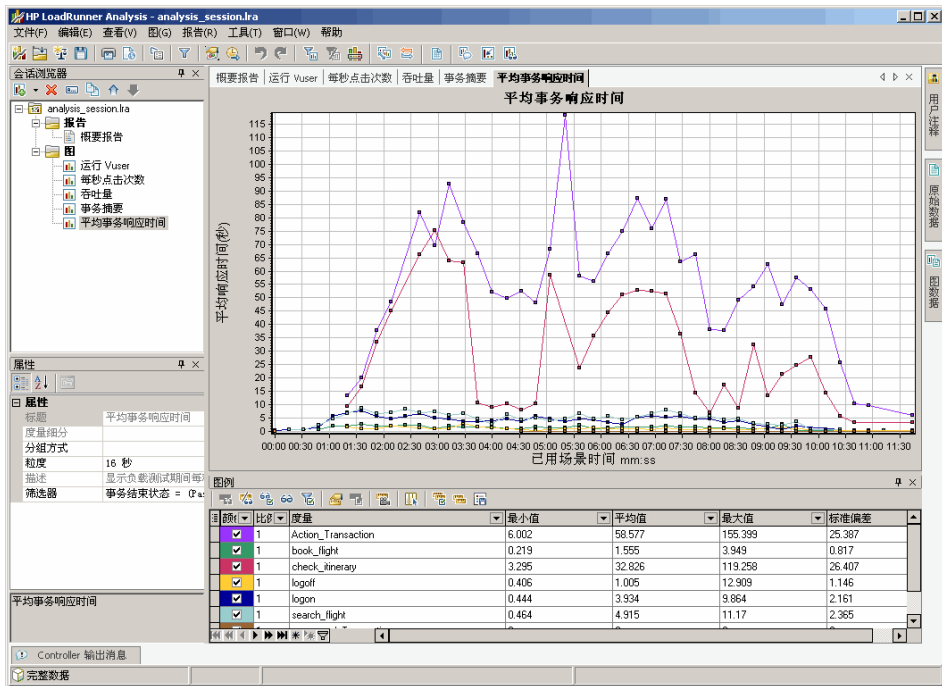 HP LoadRunner Analysis - analysis_session.lra
文件(F) 编辑(E) 查看(V) 图(G) 报告(R) 工具(T) 窗口(W) 帮助
会话浏览器
analysis_session.lra
报告
概要报告
图
运行 Vuser
每秒点击次数
吞吐量
事务摘要
平均事务响应时间
属性
属性
标题 平均事务响应时间
度量细分
分组方式
粒度 16 秒
描述 显示负载测试期间每
筛选器 事务结束状态 = (Pas
平均事务响应时间
概要报告 运行 Vuser 每秒点击次数 吞吐量 事务摘要 平均事务响应时间
平均事务响应时间
平均响应时间(秒)
115
110
105
100
95
90
85
80
75
70
65
60
55
50
45
40
35
30
25
20
15
10
5
0
00:00 00:30 01:00 01:30 02:00 02:30 03:00 03:30 04:00 04:30 05:00 05:30 06:00 06:30 07:00 07:30 08:00 08:30 09:00 09:30 10:00 10:30 11:00 11:30
已用场景时间 mm:ss
图例
颜色 比例 度量 最小值 平均值 最大值 标准偏差
1 Action_Transaction 6.002 58.577 155.399 25.387
1 book_flight 0.219 1.555 3.949 0.817
1 check_itinerary 3.295 32.826 119.258 26.407
1 logoff 0.406 1.005 12.909 1.146
1 logon 0.444 3.934 9.864 2.161
1 search_flight 0.464 4.915 11.17 2.365
用户注释
原始数据
图数据
Controller 输出消息
完整数据